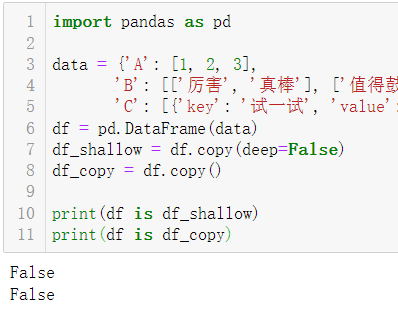 1 import pandas as pd
2
3 data = {'A': [1, 2, 3],
4 'B': [['厉害', '真棒'], ['值得
5 'C': [{'key': '试一试', 'value'
6 df = pd.DataFrame(data)
7 df_shallow = df.copy(deep=False)
8 df_copy = df.copy()
9
10 print(df is df_shallow)
11 print(df is df_copy)
False
False